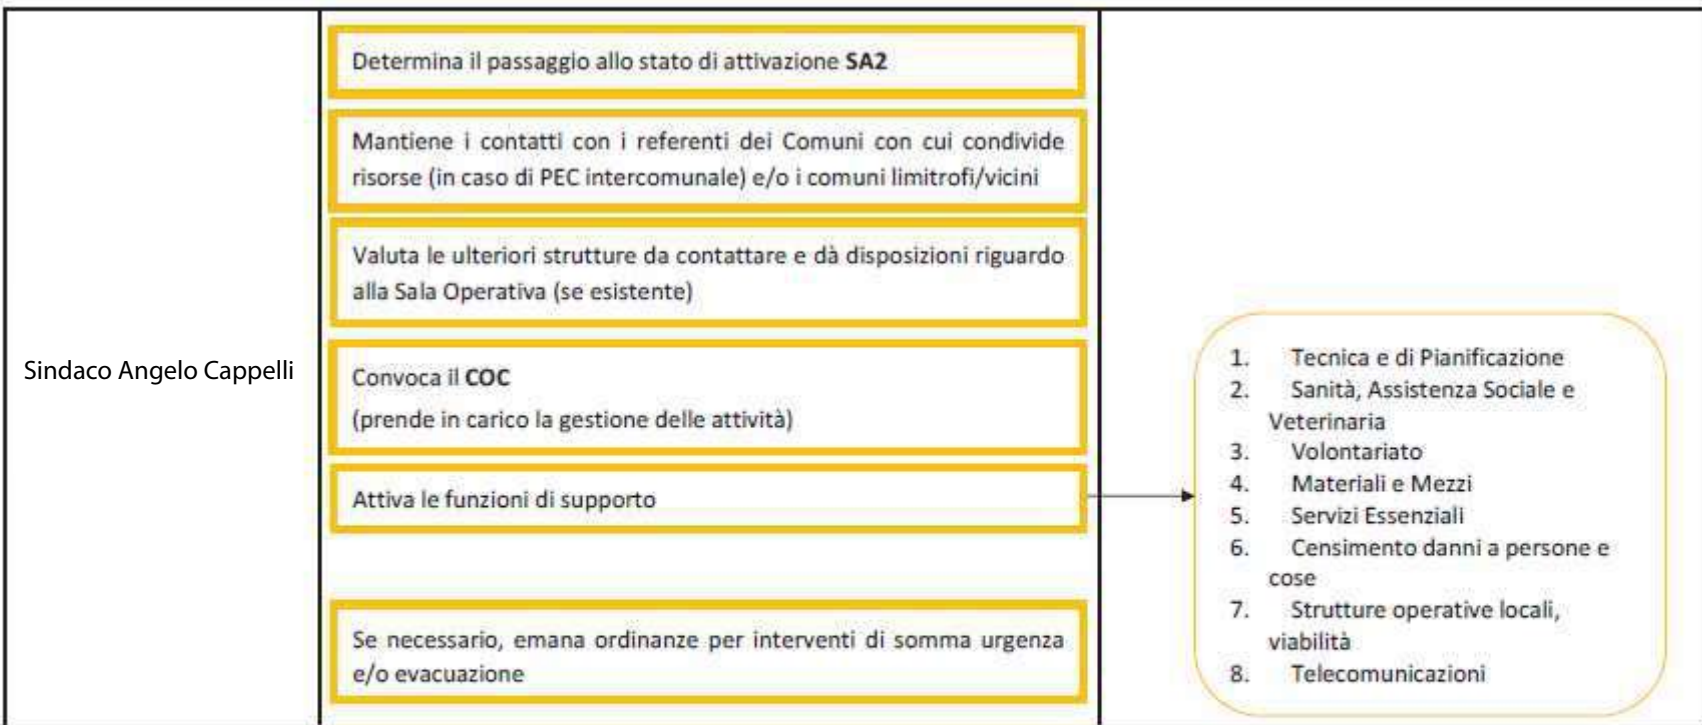 Sindaco Angelo Cappelli
Determina il passaggio allo stato di attivazione SA2
Mantiene i contatti con i referenti dei Comuni con cui condivide
risorse (in caso di PEC intercomunale) e/o i comuni limitrofi/vicini
Valuta le ulteriori strutture da contattare e dà disposizioni riguardo
alla Sala Operativa (se esistente)
Convoca il COC
(prende in carico la gestione delle attività)
Attiva le funzioni di supporto
Se necessario, emana ordinanze per interventi di somma urgenza
e/o evacuazione
1. Tecnica e di Pianificazione
2. Sanità, Assistenza Sociale e
Veterinaria
3. Volontariato
4. Materiali e Mezzi
5. Servizi Essenziali
6. Censimento danni a persone e
cose
7. Strutture operative locali,
viabilità
8. Telecomunicazioni